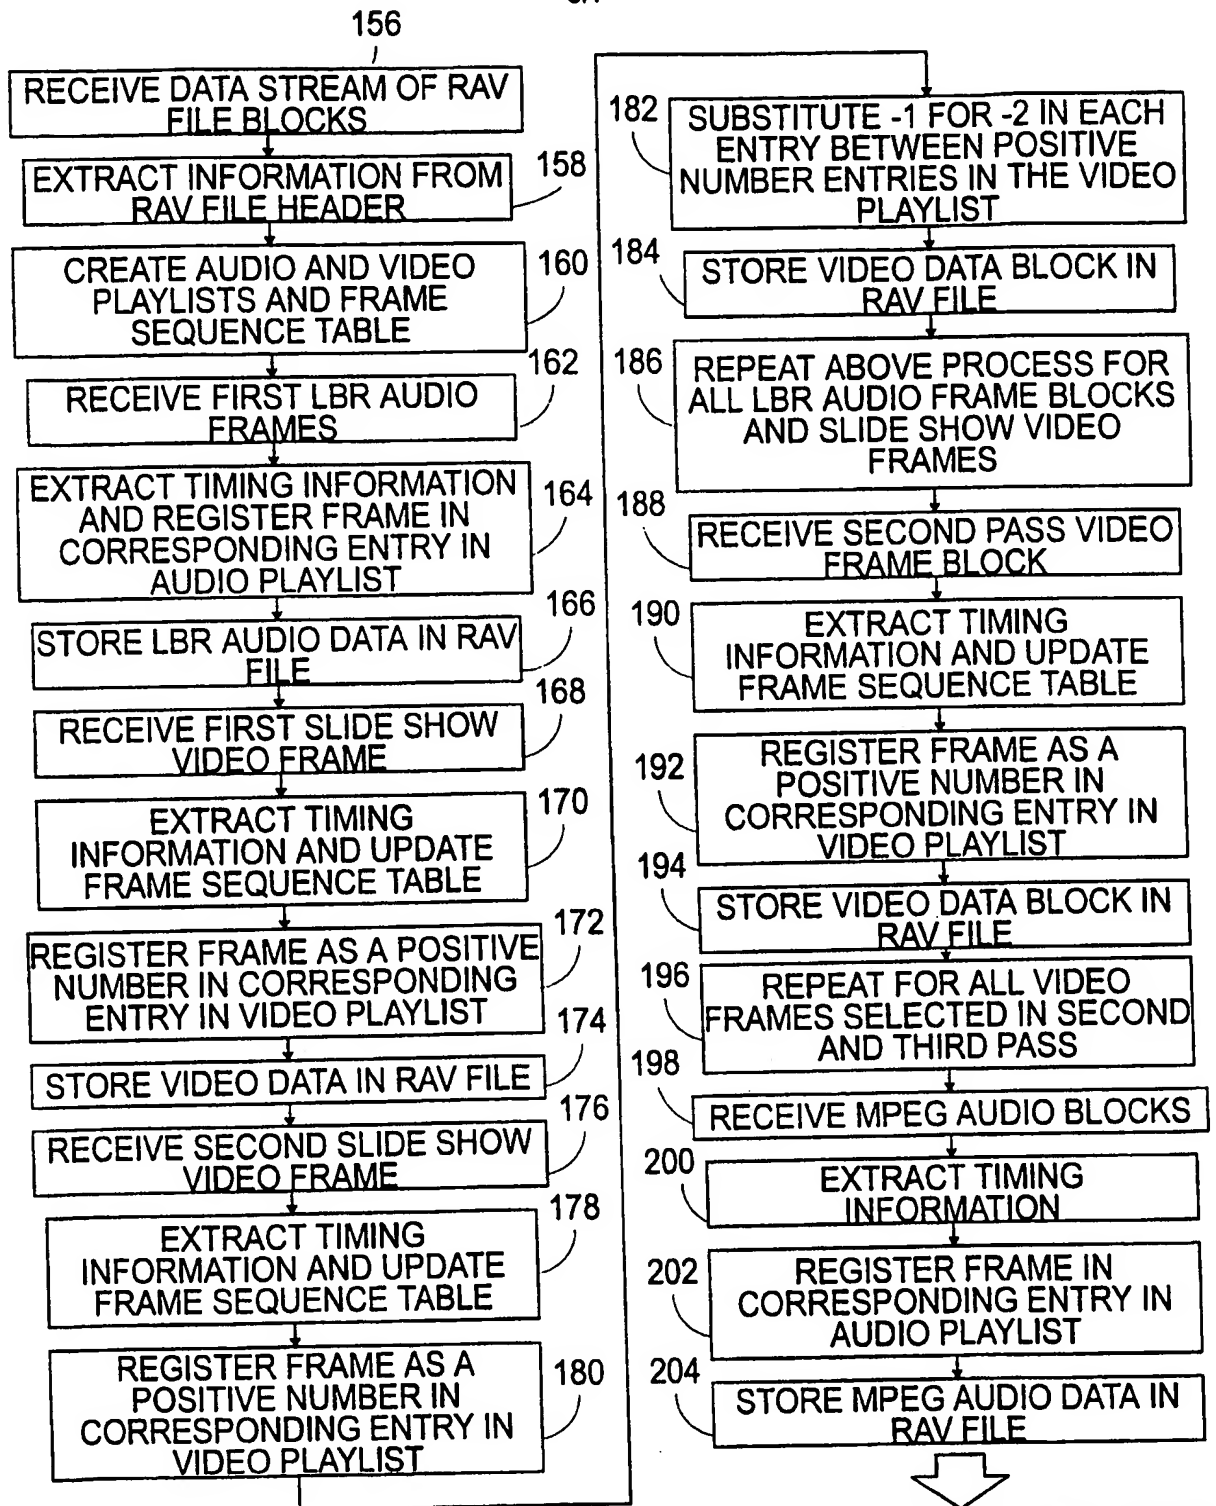 156
RECEIVE DATA STREAM OF RAV
FILE BLOCKS
158
EXTRACT INFORMATION FROM
RAV FILE HEADER
160
CREATE AUDIO AND VIDEO
PLAYLISTS AND FRAME
SEQUENCE TABLE
162
RECEIVE FIRST LBR AUDIO
FRAMES
164
EXTRACT TIMING INFORMATION
AND REGISTER FRAME IN
CORRESPONDING ENTRY IN
AUDIO PLAYLIST
166
STORE LBR AUDIO DATA IN RAV
FILE
168
RECEIVE FIRST SLIDE SHOW
VIDEO FRAME
170
EXTRACT TIMING
INFORMATION AND UPDATE
FRAME SEQUENCE TABLE
172
REGISTER FRAME AS A POSITIVE
NUMBER IN CORRESPONDING
ENTRY IN VIDEO PLAYLIST
174
STORE VIDEO DATA IN RAV FILE
176
RECEIVE SECOND SLIDE SHOW
VIDEO FRAME
178
EXTRACT TIMING
INFORMATION AND UPDATE
FRAME SEQUENCE TABLE
180
REGISTER FRAME AS A
POSITIVE NUMBER IN
CORRESPONDING ENTRY IN
VIDEO PLAYLIST
182
SUBSTITUTE -1 FOR -2 IN EACH
ENTRY BETWEEN POSITIVE
NUMBER ENTRIES IN THE VIDEO
PLAYLIST
184
STORE VIDEO DATA BLOCK IN
RAV FILE
186
REPEAT ABOVE PROCESS FOR
ALL LBR AUDIO FRAME BLOCKS
AND SLIDE SHOW VIDEO
FRAMES
188
RECEIVE SECOND PASS VIDEO
FRAME BLOCK
190
EXTRACT TIMING
INFORMATION AND UPDATE
FRAME SEQUENCE TABLE
192
REGISTER FRAME AS A
POSITIVE NUMBER IN
CORRESPONDING ENTRY IN
VIDEO PLAYLIST
194
STORE VIDEO DATA BLOCK IN
RAV FILE
196
REPEAT FOR ALL VIDEO
FRAMES SELECTED IN SECOND
AND THIRD PASS
198
RECEIVE MPEG AUDIO BLOCKS
200
EXTRACT TIMING
INFORMATION
202
REGISTER FRAME IN
CORRESPONDING ENTRY IN
AUDIO PLAYLIST
204
STORE MPEG AUDIO DATA IN
RAV FILE